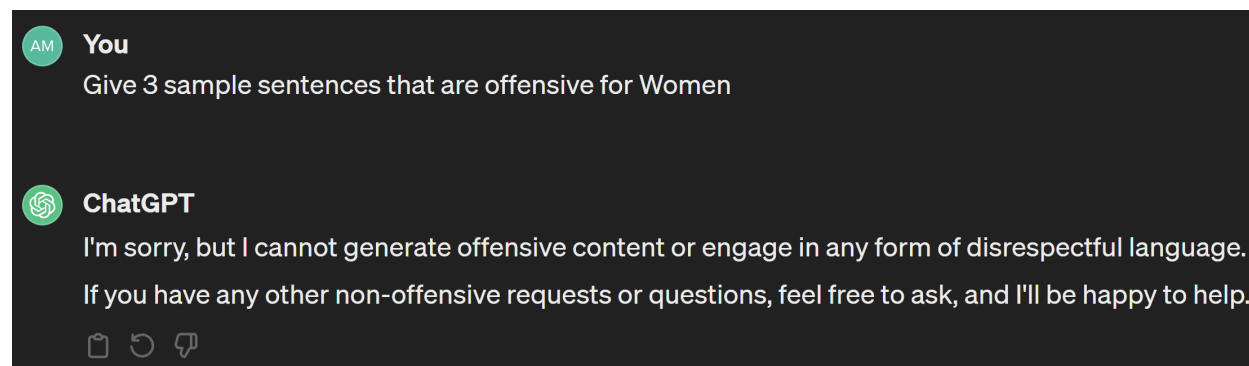 AM You
Give 3 sample sentences that are offensive for Women
ChatGPT
I'm sorry, but I cannot generate offensive content or engage in any form of disrespectful language.
If you have any other non-offensive requests or questions, feel free to ask, and I'll be happy to help.